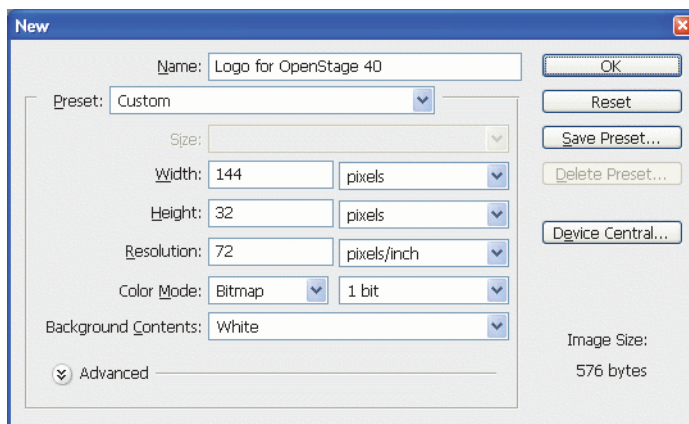 New
Name: Logo for OpenStage 40
OK
Preset: Custom
Reset
Size:
Save Preset...
Width: 144 pixels
Delete Preset...
Height: 32 pixels
Device Central...
Resolution: 72 pixels/inch
Color Mode: Bitmap 1 bit
Background Contents: White
Image Size:
576 bytes
Advanced